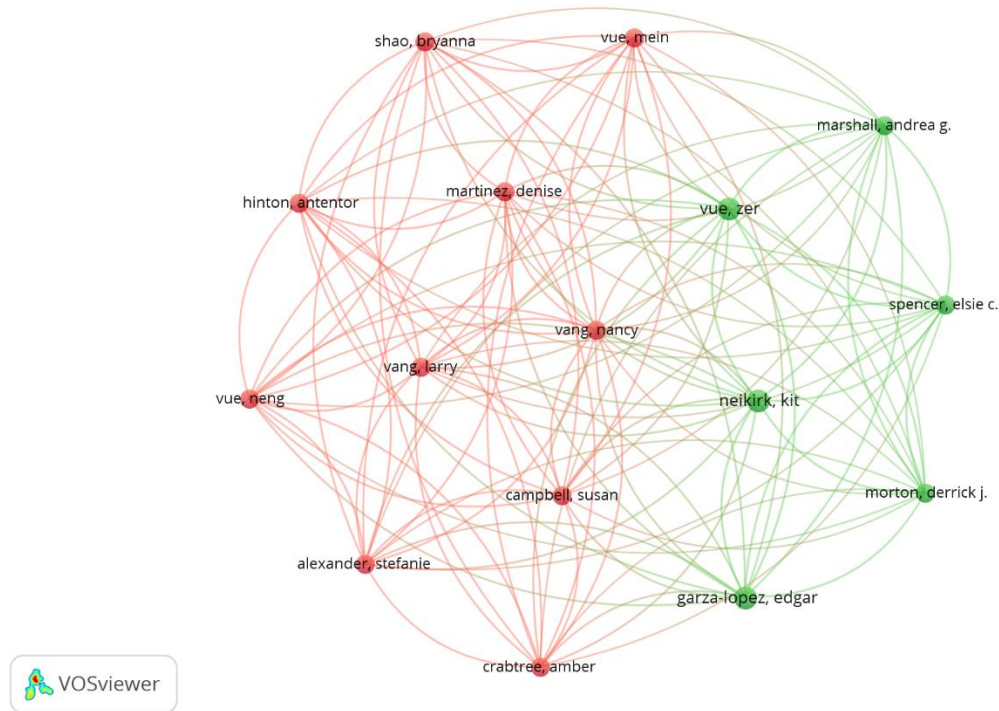 shao, bryanna
vue, mein
marshall, andrea g.
martinez, denise
hinton, antentor
vue, zer
spencer, elsie c.
vang, nancy
vang, larry
vue, neng
neikirk, kit
campbell, susan
morton, derrick j.
alexander, stefanie
garza-lopez, edgar
crabtree, amber
VOSviewer